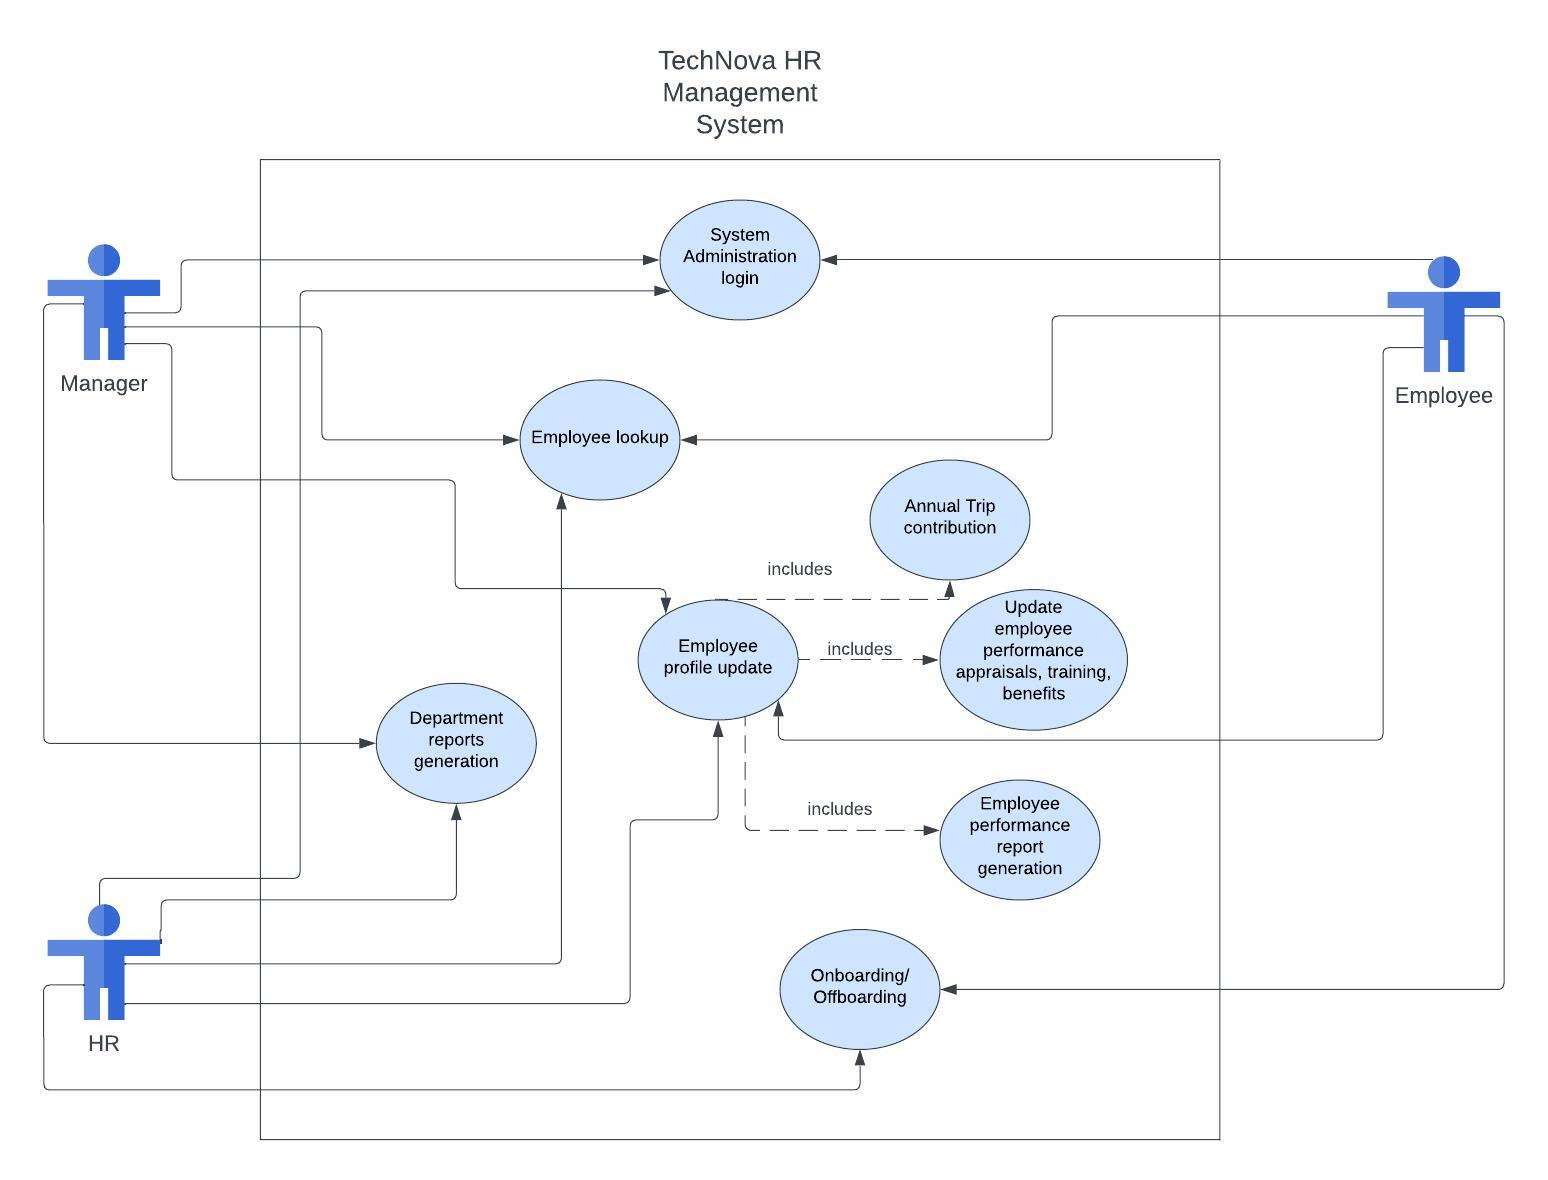 TechNova HR
Management
System
System
Administration
login
Manager
Employee
Employee lookup
Annual Trip
contribution
includes
Update
employee
performance
appraisals, training,
benefits
Employee
profile update
includes
Department
reports
generation
includes
Employee
performance
report
generation
Onboarding/
Offboarding
HR